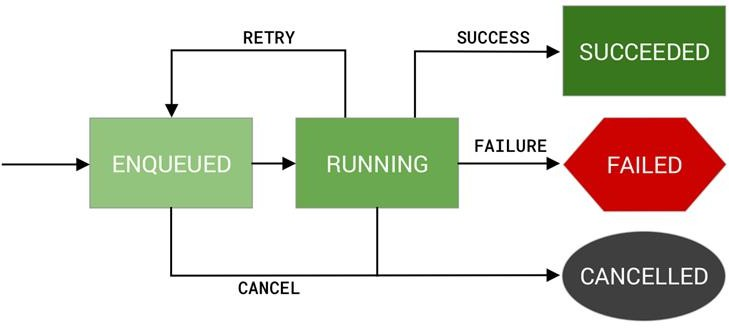 RETRY
SUCCESS
SUCCEEDED
ENQUEUED
RUNNING
FAILURE
FAILED
CANCEL
CANCELLED